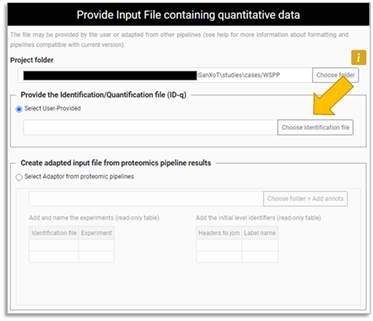 Provide Input File containing quantitative data
The file may be provided by the user or adapted from other pipelines (see help for more information about formatting and
pipelines compatible with current version).
i
Project folder
\SanXoT\studies\cases/WSPP
Choose folder
Provide the Identification/Quantification file (ID-q)
Select User-Provided
Choose Identification file
Create adapted input file from proteomics pipeline results
Select Adaptor from proteomic pipelines
Choose folder + Add annots
Add and name the experiments (read-only table)
Add the initial level identifiers (read-only table)
Identification file Experiment
Headers to join Label name